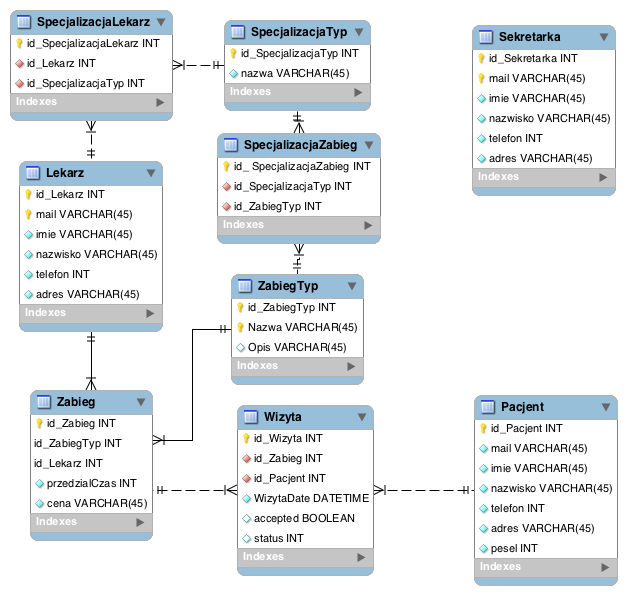 SpecjalizacjaLekarz
id_SpecjalizacjaLekarz INT
id_Lekarz INT
id_SpecjalizacjaTyp INT
Indexes
SpecjalizacjaTyp
id_SpecjalizacjaTyp INT
nazwa VARCHAR(45)
Indexes
Sekretarka
id_Sekretarka INT
mail VARCHAR(45)
imie VARCHAR(45)
nazwisko VARCHAR(45)
telefon INT
adres VARCHAR(45)
Indexes
SpecjalizacjaZabieg
id_ SpecjalizacjaZabieg INT
id_SpecjalizacjaTyp INT
id_ZabiegTyp INT
Indexes
Lekarz
id_Lekarz INT
mail VARCHAR(45)
imie VARCHAR(45)
nazwisko VARCHAR(45)
telefon INT
adres VARCHAR(45)
Indexes
ZabiegTyp
id_ZabiegTyp INT
Nazwa VARCHAR(45)
Opis VARCHAR(45)
Indexes
Zabieg
id_Zabieg INT
id_ZabiegTyp INT
id_Lekarz INT
przedzialCzas INT
cena VARCHAR(45)
Indexes
Wizyta
id_Wizyta INT
id_Zabieg INT
id_Pacjent INT
WizytaDate DATETIME
accepted BOOLEAN
status INT
Indexes
Pacjent
id_Pacjent INT
mail VARCHAR(45)
imie VARCHAR(45)
nazwisko VARCHAR(45)
telefon INT
adres VARCHAR(45)
pesel INT
Indexes